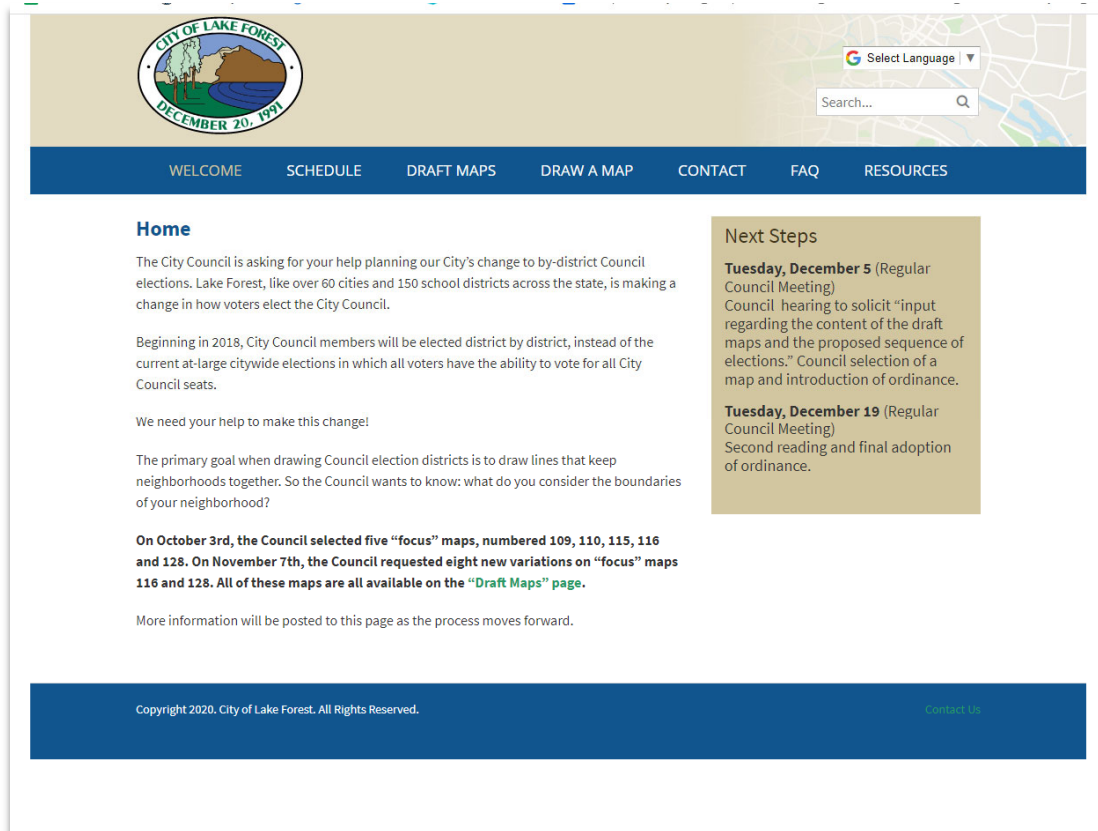 CITY OF LAKE FOREST
DECEMBER 20, 1991
Select Language ▼
Search...
WELCOME SCHEDULE DRAFT MAPS DRAW A MAP CONTACT FAQ RESOURCES
Home
The City Council is asking for your help planning our City's change to by-district Council
elections. Lake Forest, like over 60 cities and 150 school districts across the state, is making a
change in how voters elect the City Council.
Beginning in 2018, City Council members will be elected district by district, instead of the
current at-large citywide elections in which all voters have the ability to vote for all City
Council seats.
We need your help to make this change!
The primary goal when drawing Council election districts is to draw lines that keep
neighborhoods together. So the Council wants to know: what do you consider the boundaries
of your neighborhood?
On October 3rd, the Council selected five “focus” maps, numbered 109, 110, 115, 116
and 128. On November 7th, the Council requested eight new variations on “focus” maps
116 and 128. All of these maps are all available on the “Draft Maps” page.
More information will be posted to this page as the process moves forward.
Next Steps
Tuesday, December 5 (Regular
Council Meeting)
Council hearing to solicit “input
regarding the content of the draft
maps and the proposed sequence of
elections.” Council selection of a
map and introduction of ordinance.
Tuesday, December 19 (Regular
Council Meeting)
Second reading and final adoption
of ordinance.
Copyright 2020. City of Lake Forest. All Rights Reserved.
Contact Us